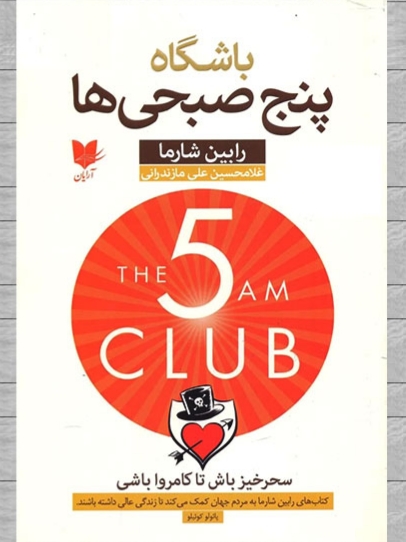 باشگاه
پنج صبحی‌ها
رابین شارما
غلامحسین علی مازندرانی
آرایان
THE 5 AM
CLUB
سحرخیز باش تا کامروا باشی
کتاب‌های رابین شارما به مردم جهان کمک می‌کند تا زندگی عالی داشته باشند.
پائولو کوئیلو